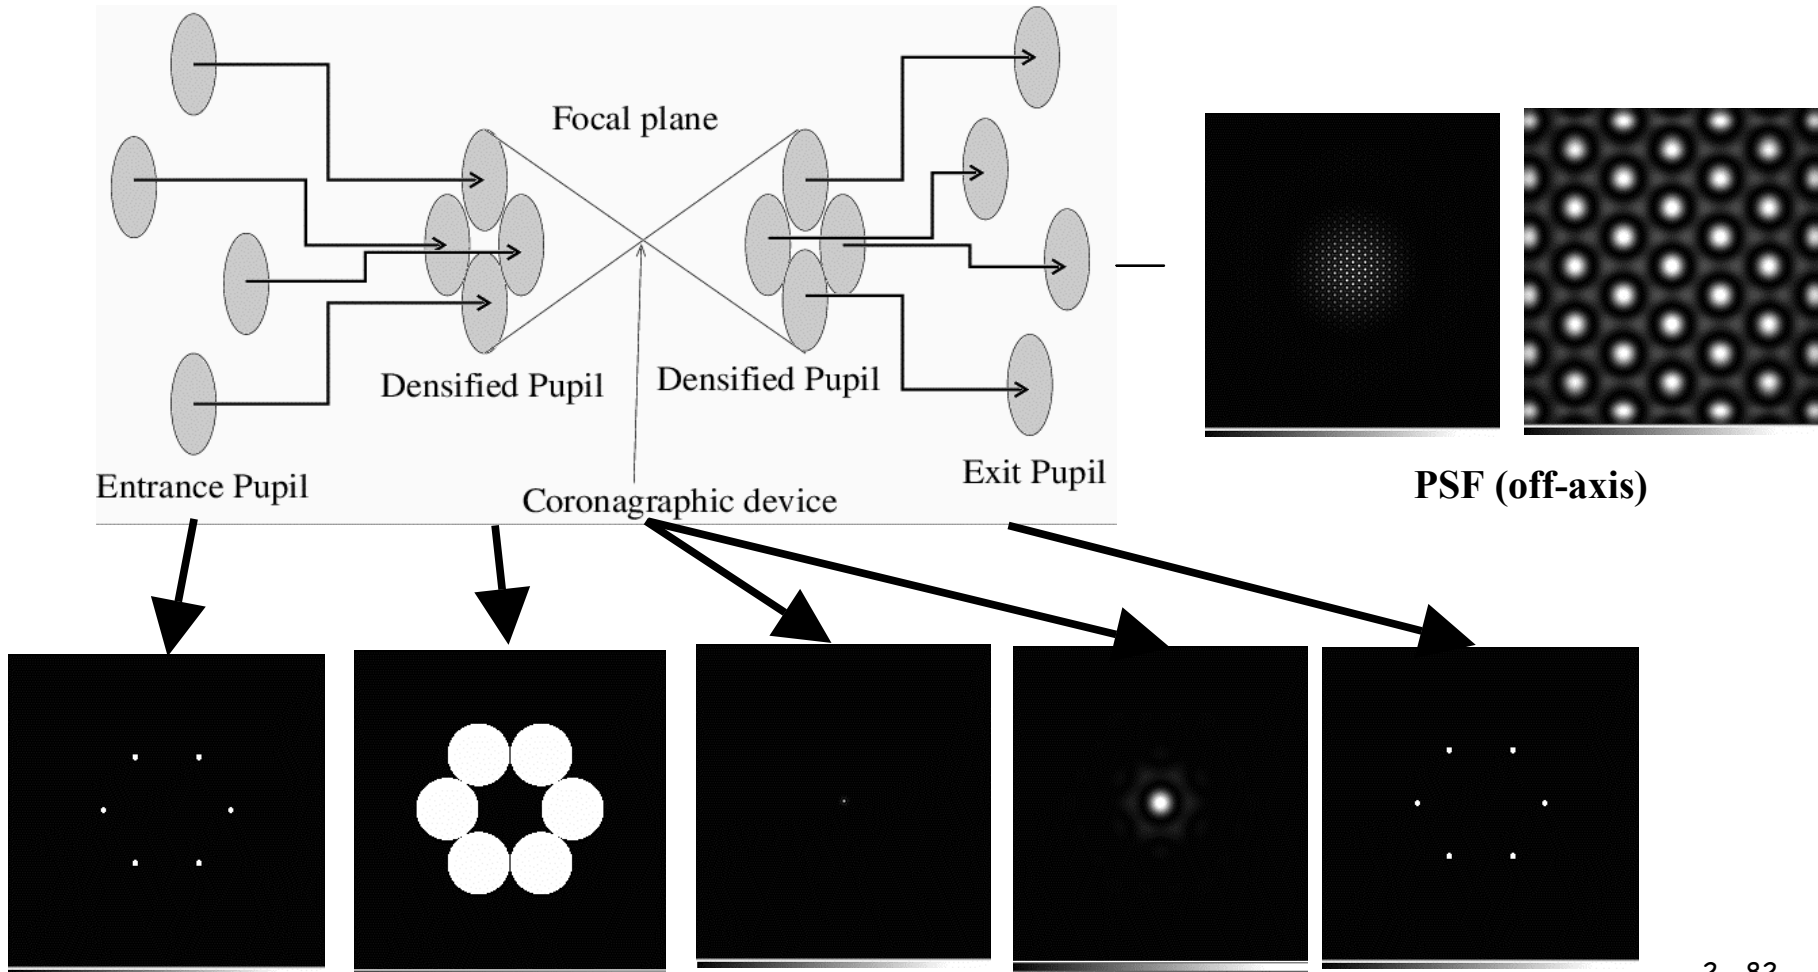 Focal plane
Densified Pupil
Densified Pupil
Entrance Pupil
Exit Pupil
Coronagraphic device
PSF (off-axis)